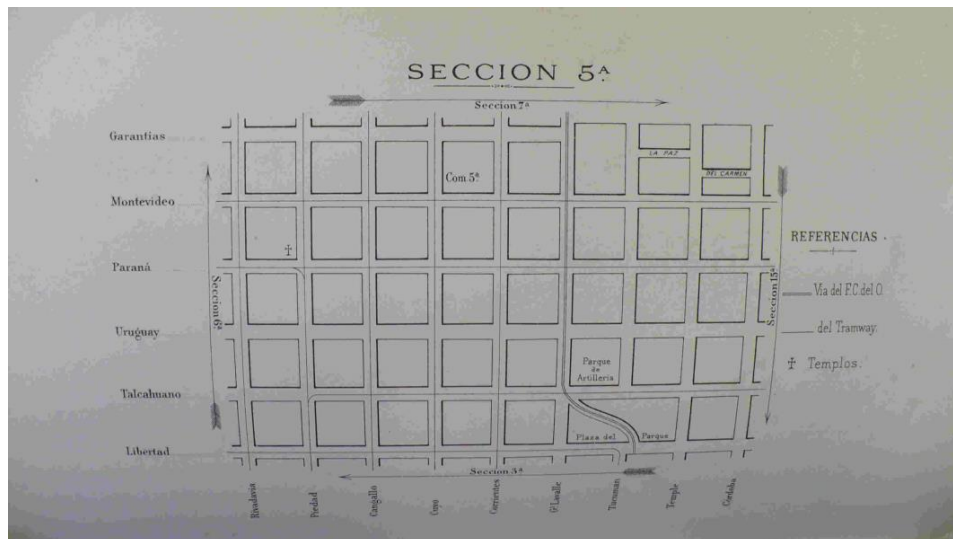 SECCION 5ª
Seccion 7ª
Garantias
LA PAZ
Com 5ª
DEL CARMEN
Montevideo
REFERENCIAS
Paraná
Seccion 6ª
Seccion 15ª
Via del F.C. del O.
Uruguay
del Tramway.
Parque
de
Artilleria
Templos.
Talcahuano
Plaza del Parque
Libertad
Seccion 3ª
Rivadavia
Piedad
Cangallo
Cuyo
Corrientes
Gl Lavalle
Tucuman
Temple
Cordoba